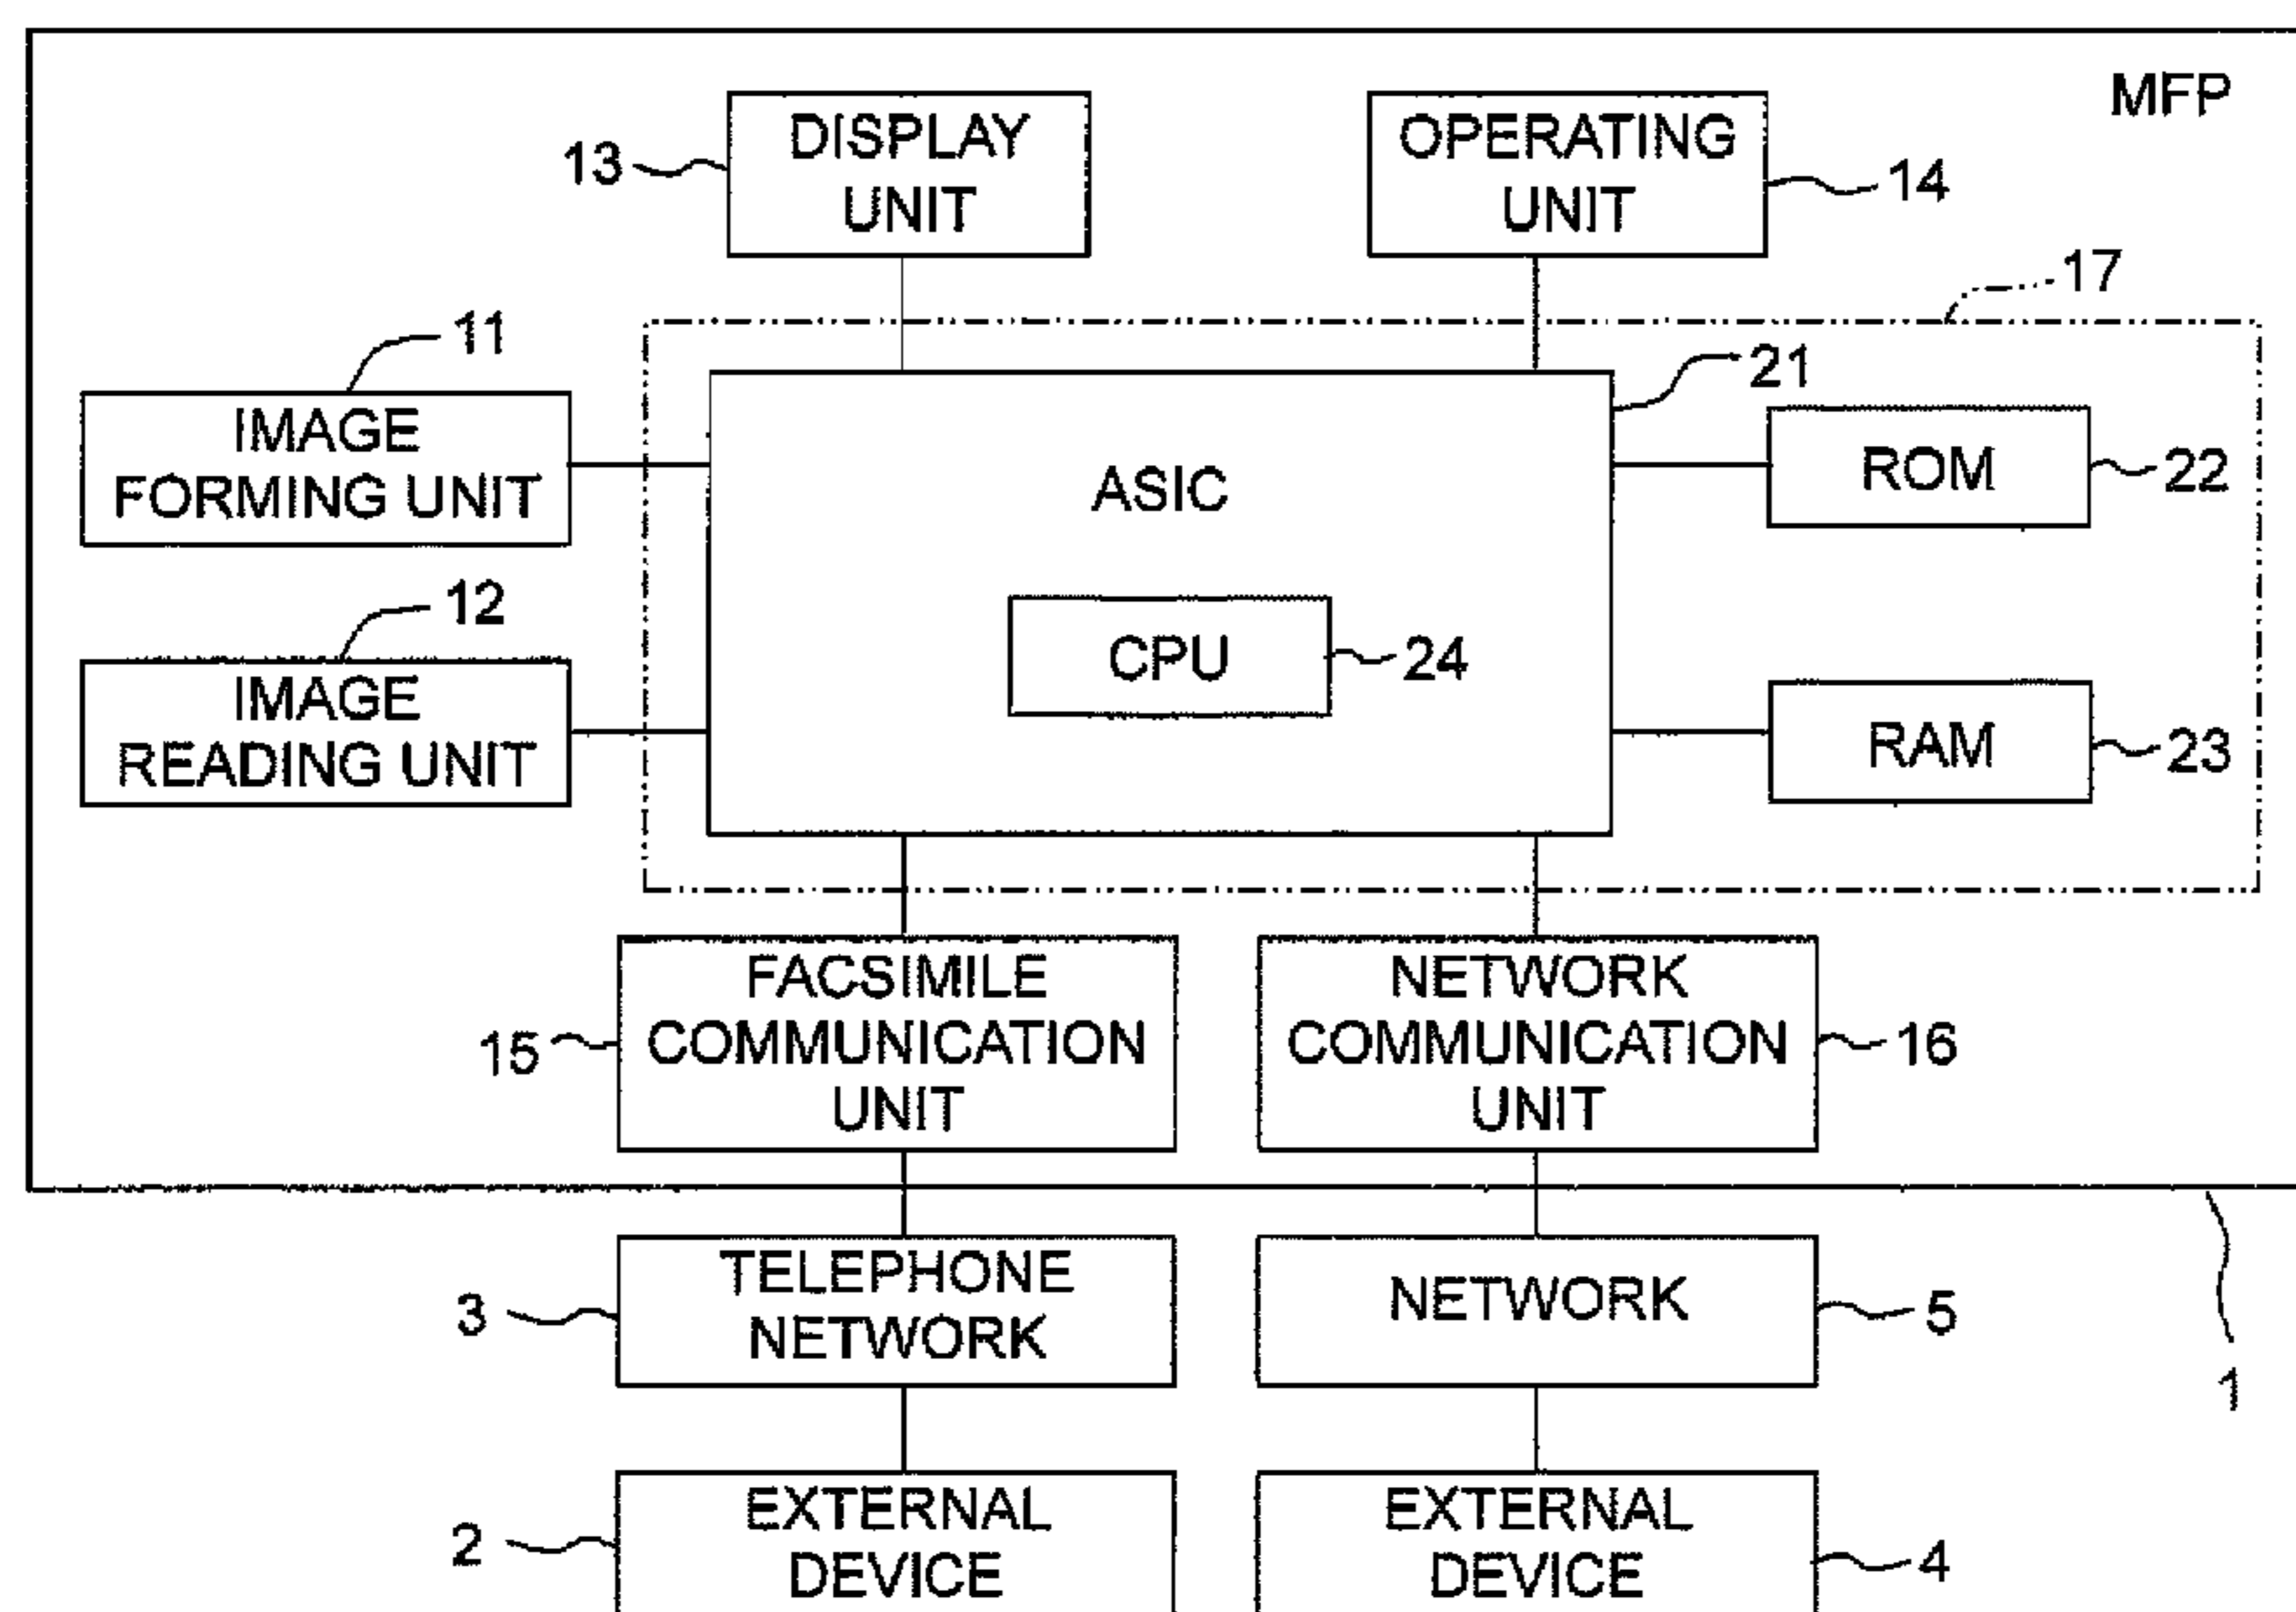 MFP
DISPLAY
UNIT
13
OPERATING
UNIT
14
17
11
IMAGE
FORMING UNIT
21
ASIC
ROM
22
12
IMAGE
READING UNIT
CPU
24
RAM
23
FACSIMILE
COMMUNICATION
UNIT
15
NETWORK
COMMUNICATION
UNIT
16
TELEPHONE
NETWORK
3
NETWORK
5
1
EXTERNAL
DEVICE
2
EXTERNAL
DEVICE
4